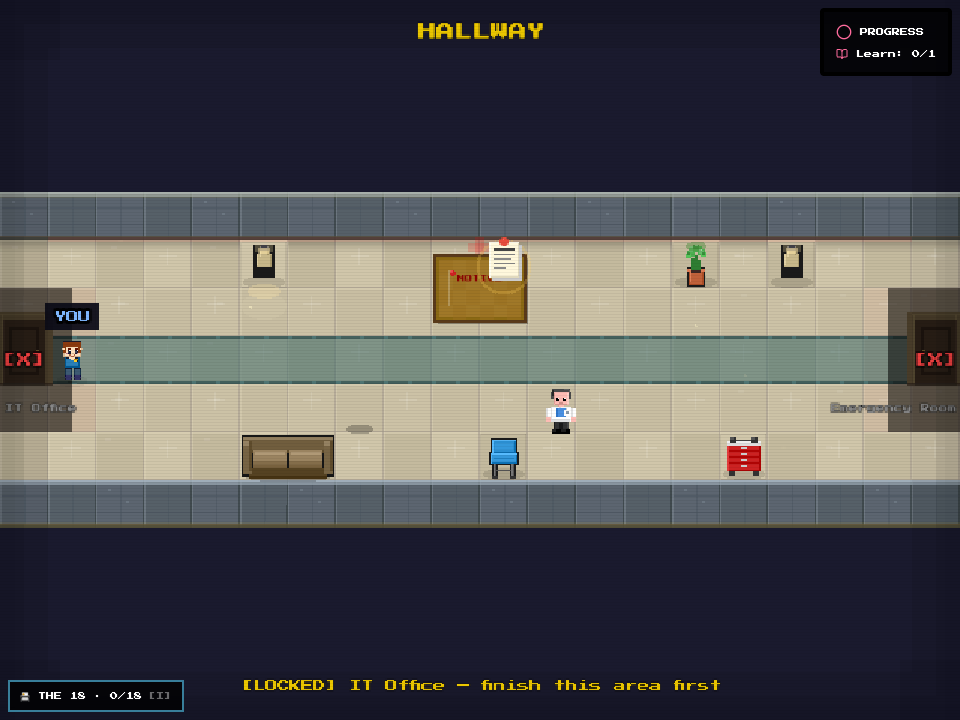 HALLWAY
PROGRESS
Learn: 0/1
YOU
[X]
[X]
IT Office
Emergency Room
THE 18 · 0/18 [I]
[LOCKED] IT Office — finish this area first